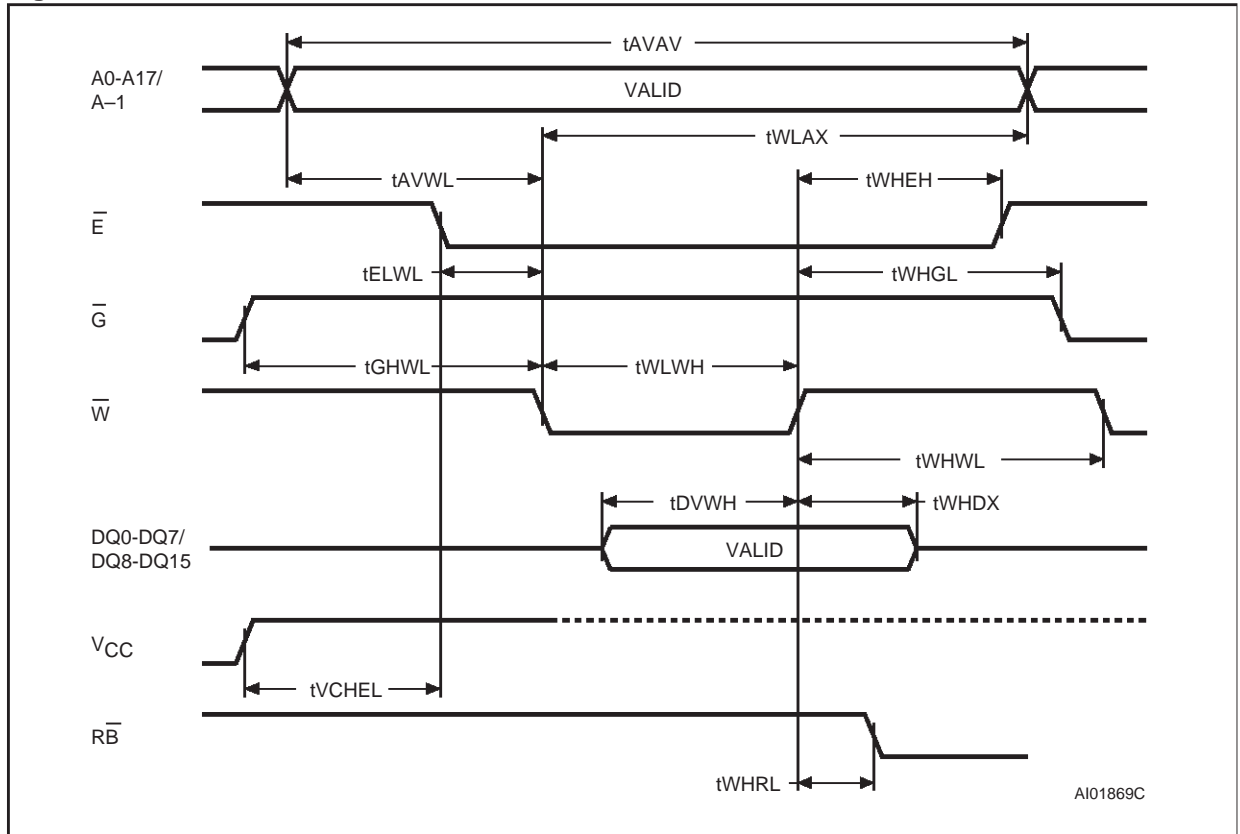 tAVAV
A0-A17/
A–1
VALID
tWLAX
tAVWL
tWHEH
E̅
tELWL
tWHGL
G̅
tGHWL
tWLWH
W̅
tWHWL
tDVWH
tWHDX
DQ0-DQ7/
DQ8-DQ15
VALID
VCC
tVCHEL
RB̅
tWHRL
AI01869C